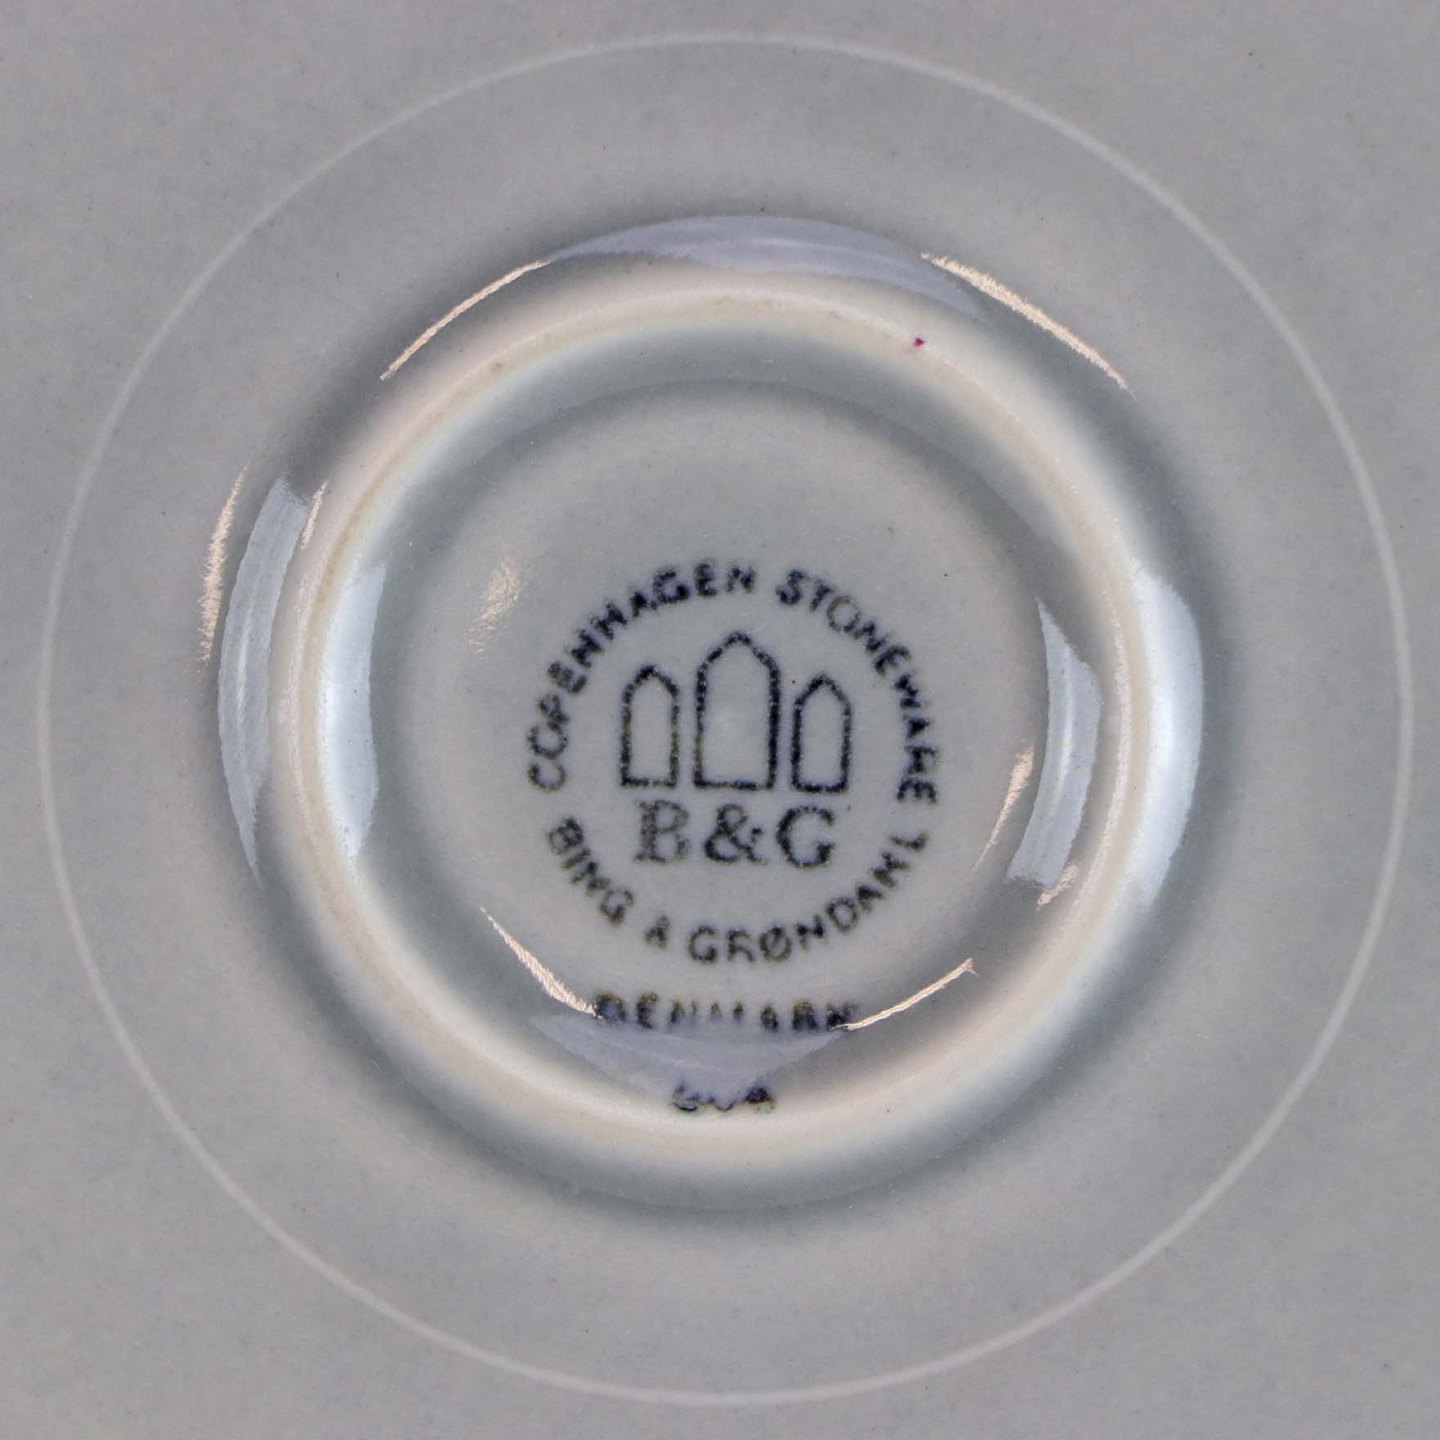 COPENHAGEN STONEWARE
B&G
BING & GRØNDAHL
DENMARK